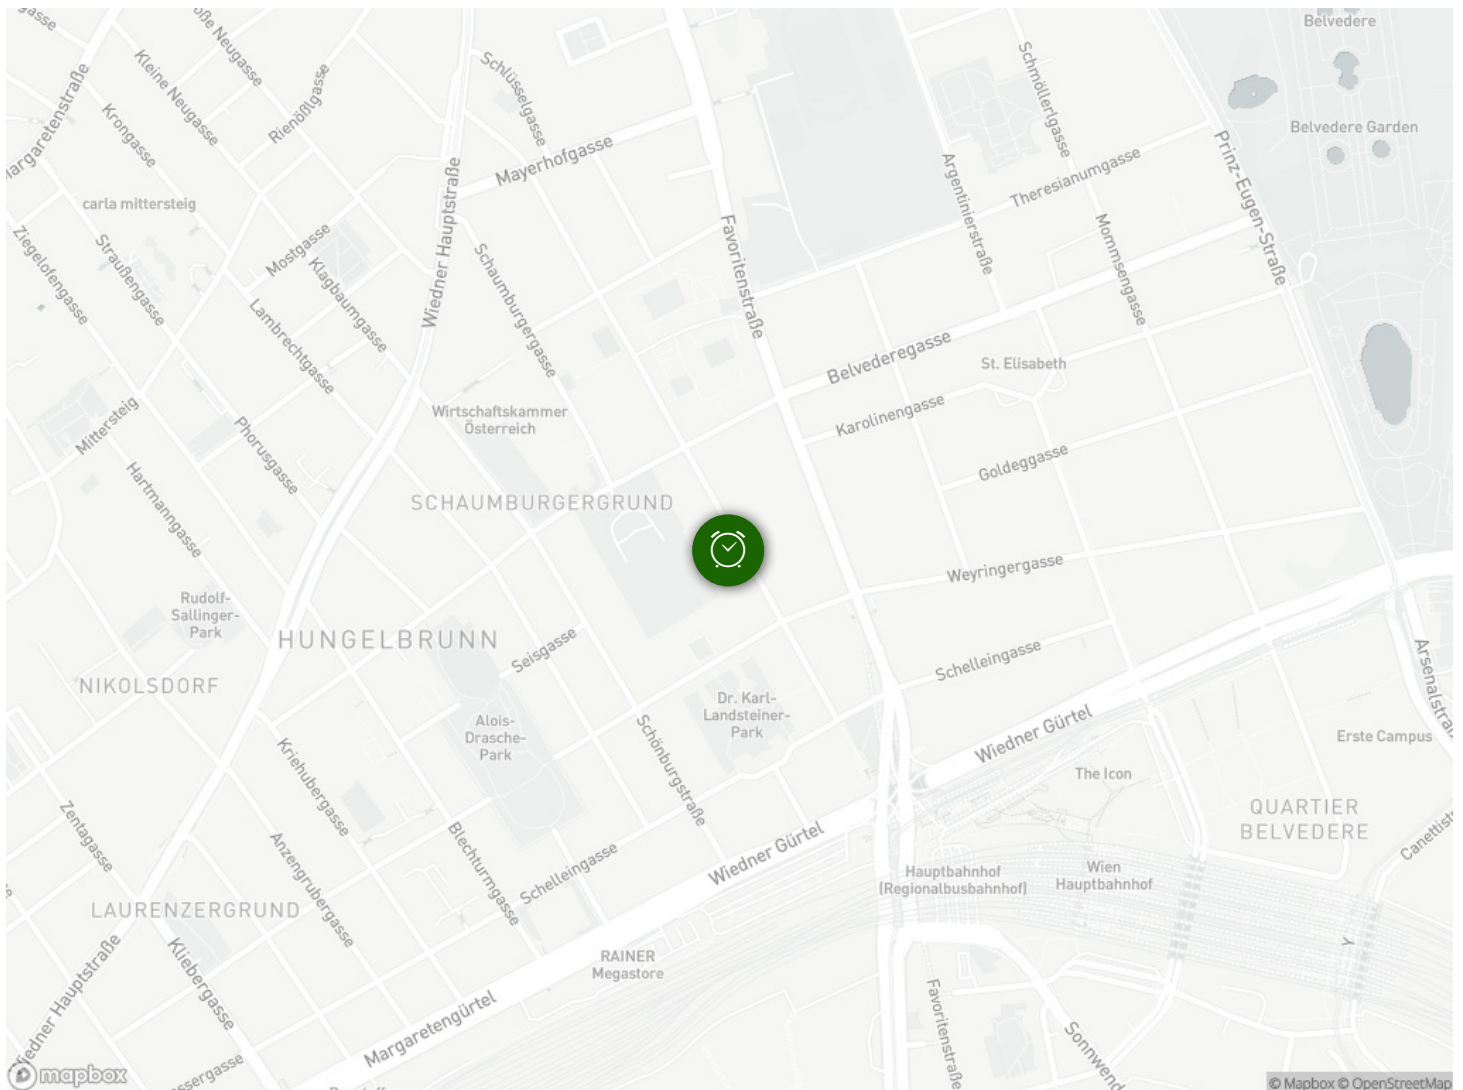 Belvedere
Kleine Neugasse
Schlüsselgasse
Schmöllerlgasse
Rienößlgasse
Krongasse
Belvedere Garden
Mayerhofgasse
Prinz-Eugen-Straße
Argentinierstraße
Theresianumgasse
carla mittersteig
Wiedner Hauptstraße
Favoritenstraße
Mommsengasse
Ziegelofengasse
Straußengasse
Mostgasse
Klagbaumgasse
Schaumburgergasse
Lambrechtgasse
Belvederegasse
St. Elisabeth
Karolinengasse
Wirtschaftskammer
Österreich
Mittersteig
Phorusgasse
Goldeggasse
Hartmanngasse
SCHAUMBURGERGRUND
Weyringergasse
Rudolf-
Sallinger-
Park
HUNGELBRUNN
Seisgasse
Schelleingasse
NIKOLSDORF
Dr. Karl-
Landsteiner-
Park
Alois-
Drasche-
Park
Schönburgstraße
Wiedner Gürtel
Erste Campus
Kriehubergasse
The Icon
QUARTIER
BELVEDERE
Zentagasse
Anzengrubergasse
Blechturmgasse
Wiedner Gürtel
Schelleingasse
Hauptbahnhof
(Regionalbusbahnhof)
Wien
Hauptbahnhof
LAURENZERGRUND
RAINER
Megastore
Kliebergasse
Margaretengürtel
Favoritenstraße
mapbox
© Mapbox © OpenStreetMap